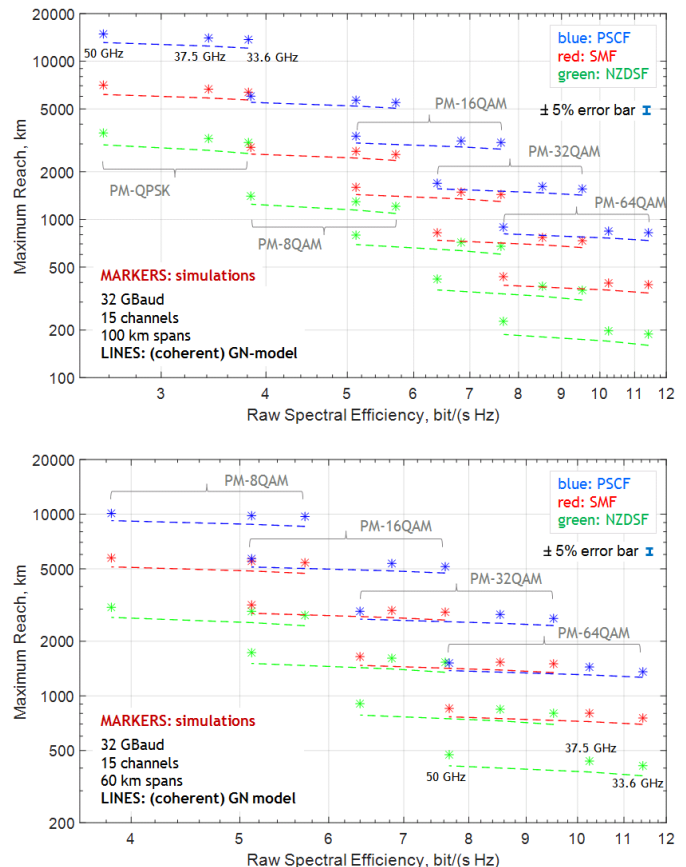 20000
10000
5000
2000
1000
500
200
100
Maximum Reach, km
50 GHz
37.5 GHz
33.6 GHz
blue: PSCF
red: SMF
green: NZDSF
± 5% error bar
PM-16QAM
PM-32QAM
PM-64QAM
PM-QPSK
PM-8QAM
MARKERS: simulations
32 GBaud
15 channels
100 km spans
LINES: (coherent) GN-model
3 4 5 6 7 8 9 10 11 12
Raw Spectral Efficiency, bit/(s Hz)
20000
10000
5000
2000
1000
500
200
Maximum Reach, km
PM-8QAM
PM-16QAM
PM-32QAM
PM-64QAM
blue: PSCF
red: SMF
green: NZDSF
± 5% error bar
MARKERS: simulations
32 GBaud
15 channels
60 km spans
LINES: (coherent) GN model
50 GHz
37.5 GHz
33.6 GHz
4 5 6 7 8 9 10 11 12
Raw Spectral Efficiency, bit/(s Hz)